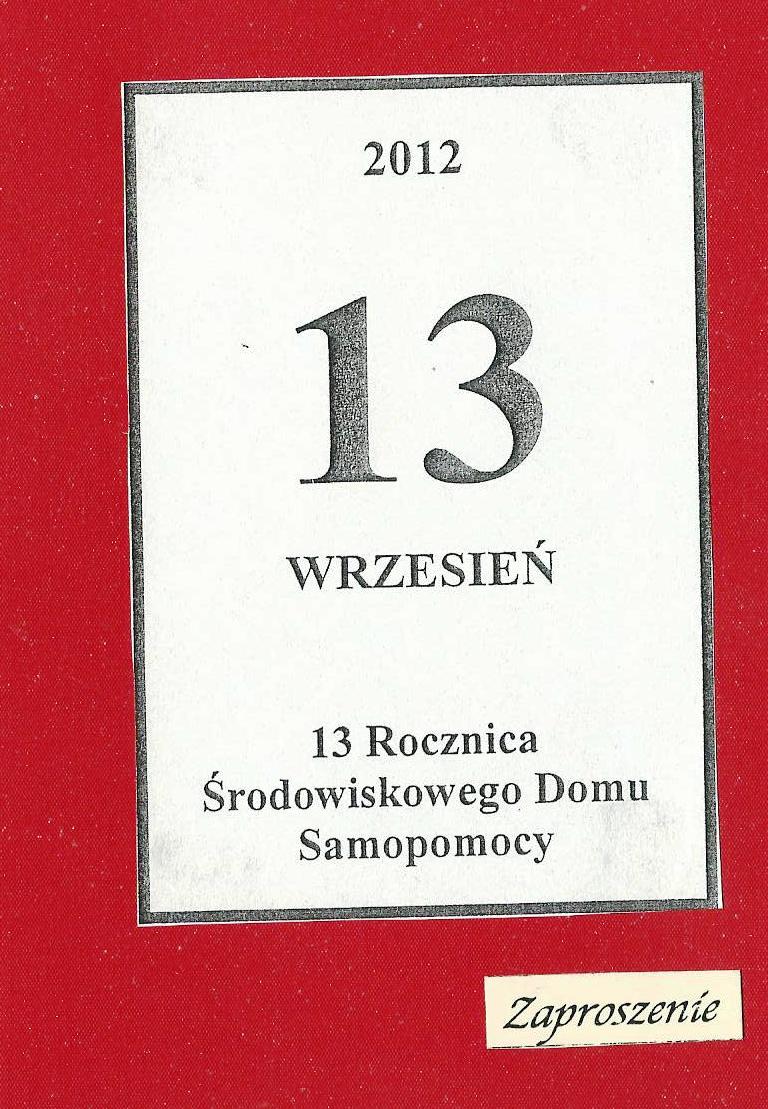 2012
13
WRZESIEŃ
13 Rocznica
Środowiskowego Domu
Samopomocy
Zaproszenie